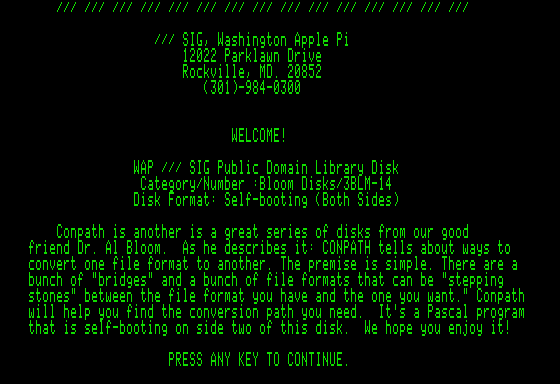 /// /// /// /// /// /// /// /// /// /// /// /// /// /// ///
/// SIG, Washington Apple Pi
12022 Parklawn Drive
Rockville, MD. 20852
(301)-984-0300
WELCOME!
WAP /// SIG Public Domain Library Disk
Category/Number :Bloom Disks/3BLM-14
Disk Format: Self-booting (Both Sides)
Conpath is another is a great series of disks from our good
friend Dr. Al Bloom.  As he describes it: CONPATH tells about ways to
convert one file format to another. The premise is simple. There are a
bunch of "bridges" and a bunch of file formats that can be "stepping
stones" between the file format you have and the one you want." Conpath
will help you find the conversion path you need.  It's a Pascal program
that is self-booting on side two of this disk.  We hope you enjoy it!
PRESS ANY KEY TO CONTINUE.